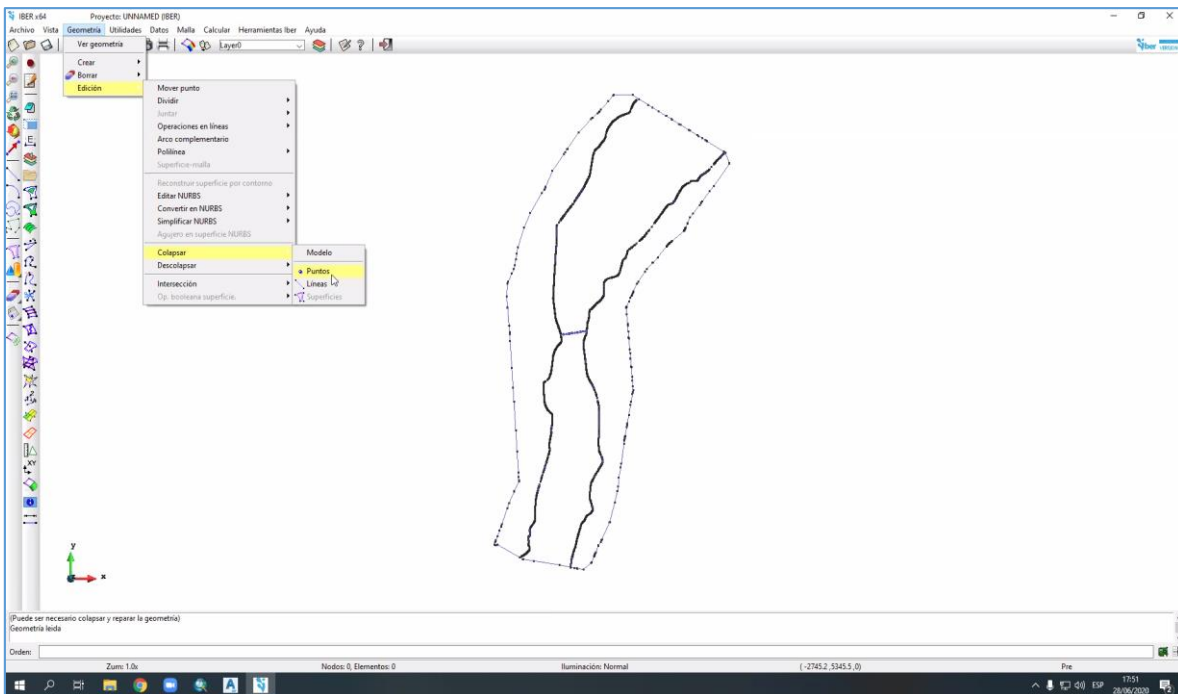 IBER x64 Proyecto: UNNAMED (IBER)
Archivo Vista Geometría Utilidades Datos Malla Calcular Herramientas Iber Ayuda
Layer0
Iber VERSION
Ver geometría
Crear
Borrar
Edición
Mover punto
Dividir
Juntar
Operaciones en líneas
Arco complementario
Polilínea
Superficie-malla
Reconstruir superficie por contorno
Editar NURBS
Convertir en NURBS
Simplificar NURBS
Agujero en superficie NURBS
Colapsar
Descolapsar
Intersección
Op. booleana superficie.
Modelo
Puntos
Líneas
Superficies
y
x
(Puede ser necesario colapsar y reparar la geometría)
Geometría leida
Orden:
Zum: 1.0x Nodos: 0, Elementos: 0 Iluminación: Normal ( -2745.2 ,5345.5 ,0) Pre
ESP 17:51
28/06/2020